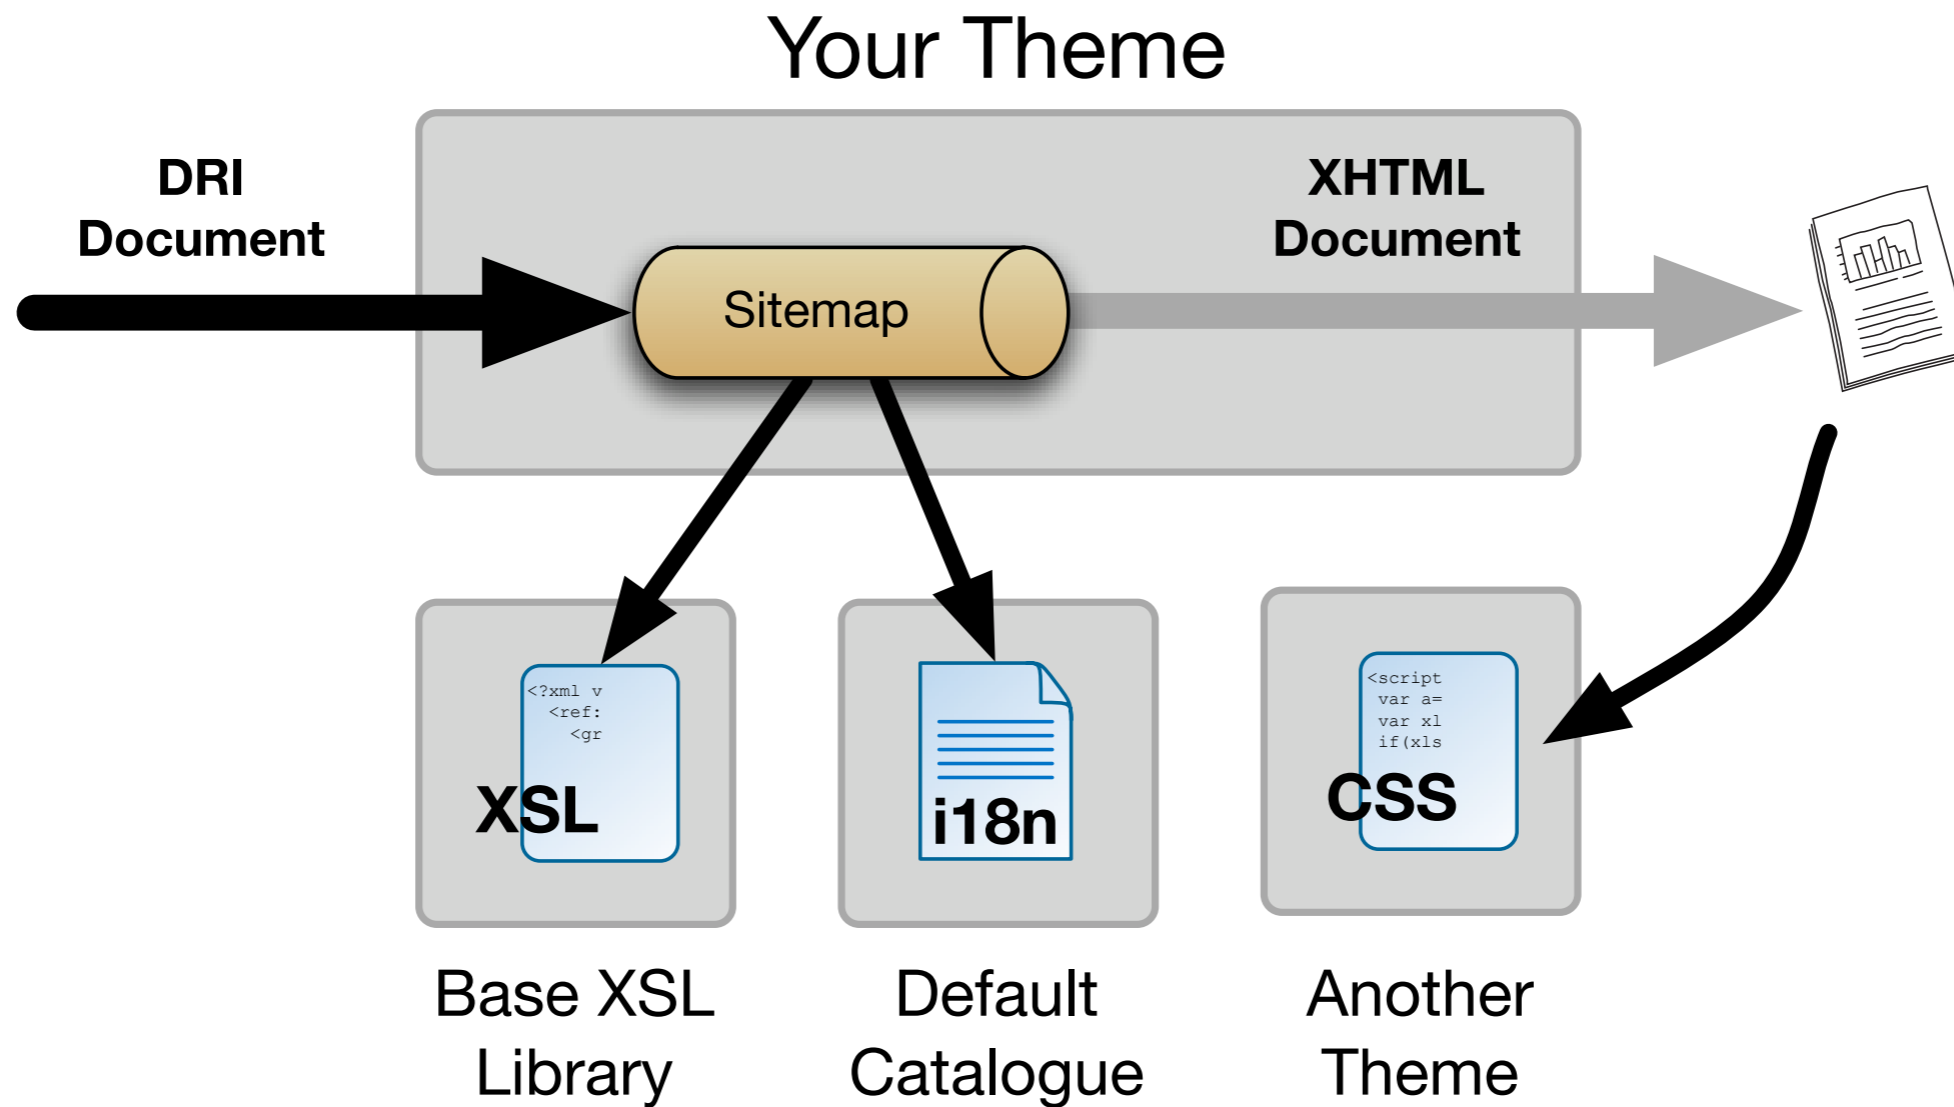 Your Theme
DRI
Document
XHTML
Document
Sitemap
<?xml v
<ref:
<gr
XSL
i18n
<script
var a=
var xl
if(xls
CSS
Base XSL
Library
Default
Catalogue
Another
Theme